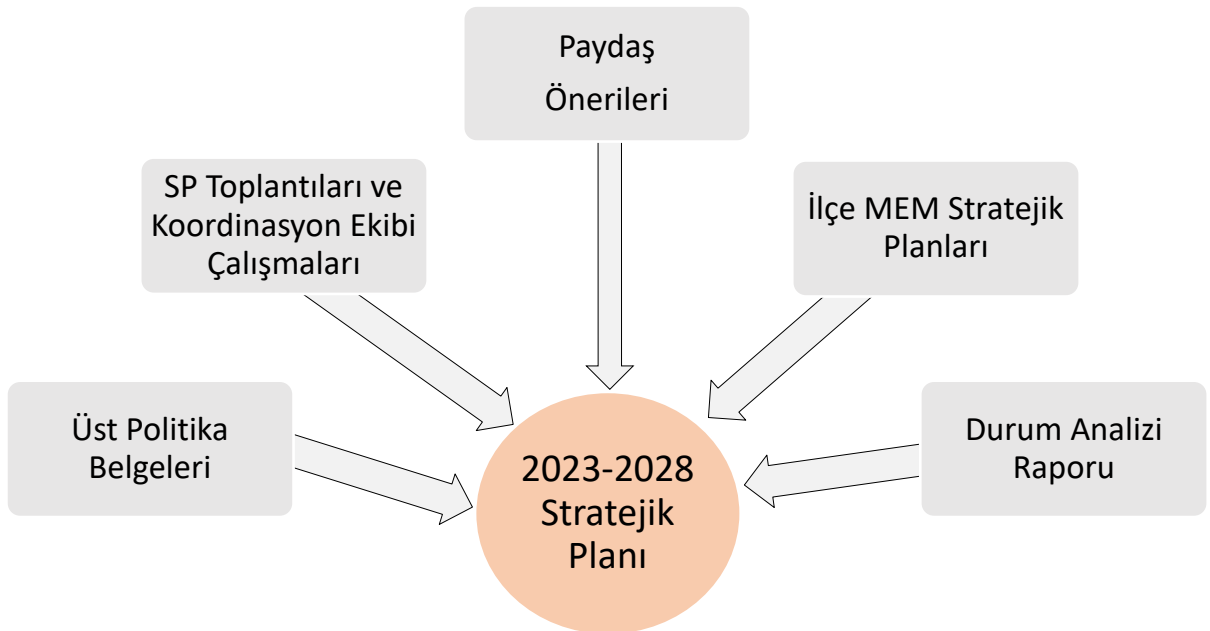 Paydaş
Önerileri
SP Toplantıları ve
Koordinasyon Ekibi
Çalışmaları
İlçe MEM Stratejik
Planları
Üst Politika
Belgeleri
Durum Analizi
Raporu
2023-2028
Stratejik
Planı